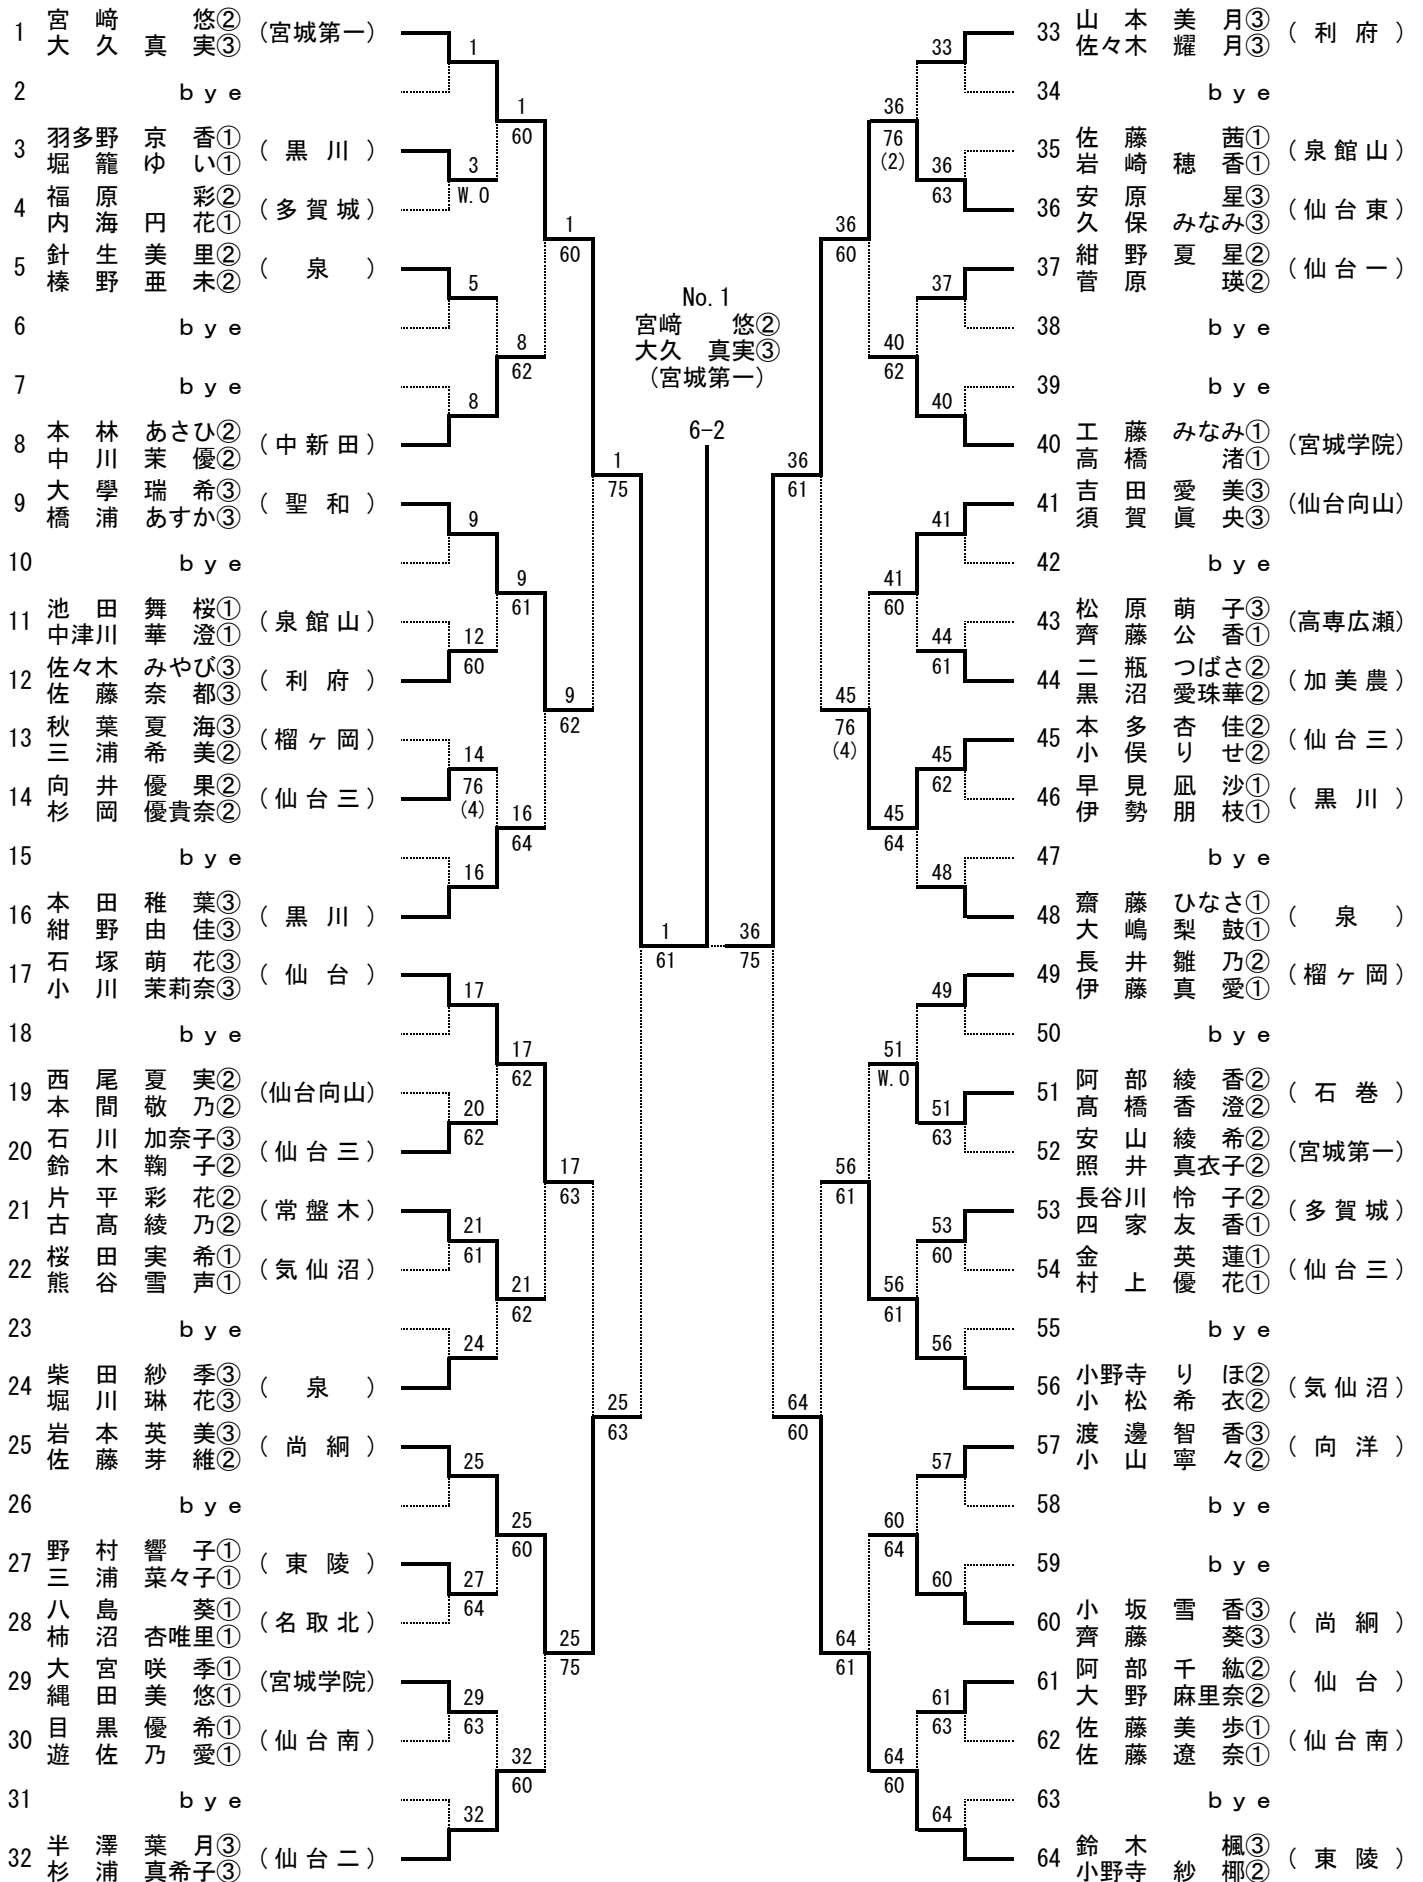 1 宮﨑 悠② (宮城第一)
大久 真実③
2 bye
3 羽多野 京香① (黒川)
堀籠 ゆい①
4 福原 彩② (多賀城)
内海 円花①
5 針生 美里② (泉)
榛野 亜未②
6 bye
7 bye
8 本林 あさひ② (中新田)
中川 茉優②
9 大學 瑞希③ (聖和)
橋浦 あすか③
10 bye
11 池田 舞桜① (泉館山)
中津川 華澄①
12 佐々木 みやび③ (利府)
佐藤 奈都③
13 秋葉 夏海③ (榴ヶ岡)
三浦 希美②
14 向井 優果② (仙台三)
杉岡 優貴奈②
15 bye
16 本田 稚葉③ (黒川)
紺野 由佳③
17 石塚 萌花③ (仙台)
小川 茉莉奈③
18 bye
19 西尾 夏実② (仙台向山)
本間 敬乃②
20 石川 加奈子③ (仙台三)
鈴木 鞠子②
21 片平 彩花② (常盤木)
古髙 綾乃②
22 桜田 実希① (気仙沼)
熊谷 雪声①
23 bye
24 柴田 紗季③ (泉)
堀川 琳花③
25 岩本 英美③ (尚絅)
佐藤 芽維②
26 bye
27 野村 響子① (東陵)
三浦 菜々子①
28 八島 葵① (名取北)
柿沼 杏唯里①
29 大宮 咲季① (宮城学院)
縄田 美悠①
30 目黒 優希① (仙台南)
遊佐 乃愛①
31 bye
32 半澤 葉月③ (仙台二)
杉浦 真希子③
1
3
W.O
5
8
9
12
60
14
76
(4)
16
17
20
62
21
61
24
25
27
64
29
63
32
1
60
8
62
9
61
16
64
17
62
21
62
25
60
32
60
1
60
9
62
17
63
25
75
1
75
25
63
1
61
No.1
宮﨑 悠②
大久 真実③
(宮城第一)
6-2
36
75
36
61
64
60
36
60
45
76
(4)
56
61
64
61
36
76
(2)
40
62
41
60
45
64
51
W.O
56
61
60
64
64
60
33
36
63
37
40
41
44
61
45
62
48
49
51
63
53
60
56
57
60
61
63
64
33 山本 美月③ (利府)
佐々木 耀月③
34 bye
35 佐藤 茜① (泉館山)
岩崎 穂香①
36 安原 星③ (仙台東)
久保 みなみ③
37 紺野 夏星② (仙台一)
菅原 瑛②
38 bye
39 bye
40 工藤 みなみ① (宮城学院)
高橋 渚①
41 吉田 愛美③ (仙台向山)
須賀 眞央③
42 bye
43 松原 萌子③ (高専広瀬)
齊藤 公香①
44 二瓶 つばさ② (加美農)
黒沼 愛珠華②
45 本多 杏佳② (仙台三)
小俣 りせ②
46 早見 凪沙① (黒川)
伊勢 朋枝①
47 bye
48 齋藤 ひなさ① (泉)
大嶋 梨鼓①
49 長井 雛乃② (榴ヶ岡)
伊藤 真愛①
50 bye
51 阿部 綾香② (石巻)
髙橋 香澄②
52 安山 綾希② (宮城第一)
照井 真衣子②
53 長谷川 怜子② (多賀城)
四家 友香①
54 金 英蓮① (仙台三)
村上 優花①
55 bye
56 小野寺 りほ② (気仙沼)
小松 希衣②
57 渡邊 智香③ (向洋)
小山 寧々②
58 bye
59 bye
60 小坂 雪香③ (尚絅)
齊藤 葵③
61 阿部 千紘② (仙台)
大野 麻里奈②
62 佐藤 美歩① (仙台南)
佐藤 遼奈①
63 bye
64 鈴木 楓③ (東陵)
小野寺 紗椰②